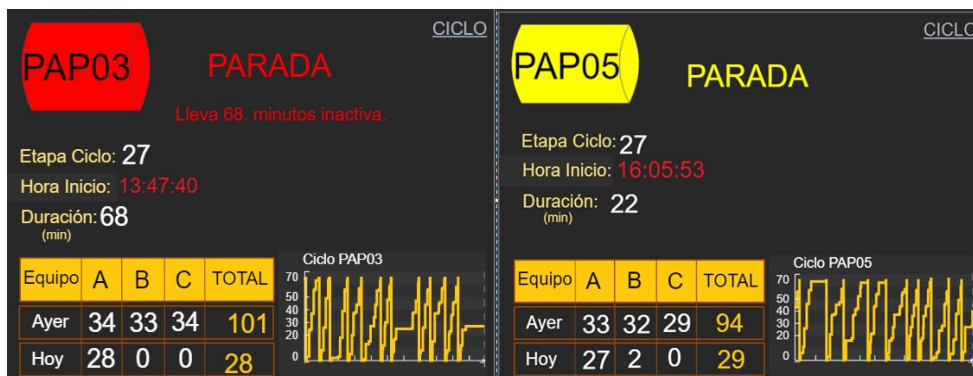 CICLO
PAP03
PARADA
Lleva 68. minutos inactiva.
Etapa Ciclo: 27
Hora Inicio: 13:47:40
Duración: 68
(min)
Equipo A B C TOTAL
Ayer 34 33 34 101
Hoy 28 0 0 28
Ciclo PAP03
70
50
40
30
20
0
CICLO
PAP05
PARADA
Etapa Ciclo: 27
Hora Inicio: 16:05:53
Duración: 22
(min)
Equipo A B C TOTAL
Ayer 33 32 29 94
Hoy 27 2 0 29
Ciclo PAP05
70
50
40
30
20
0